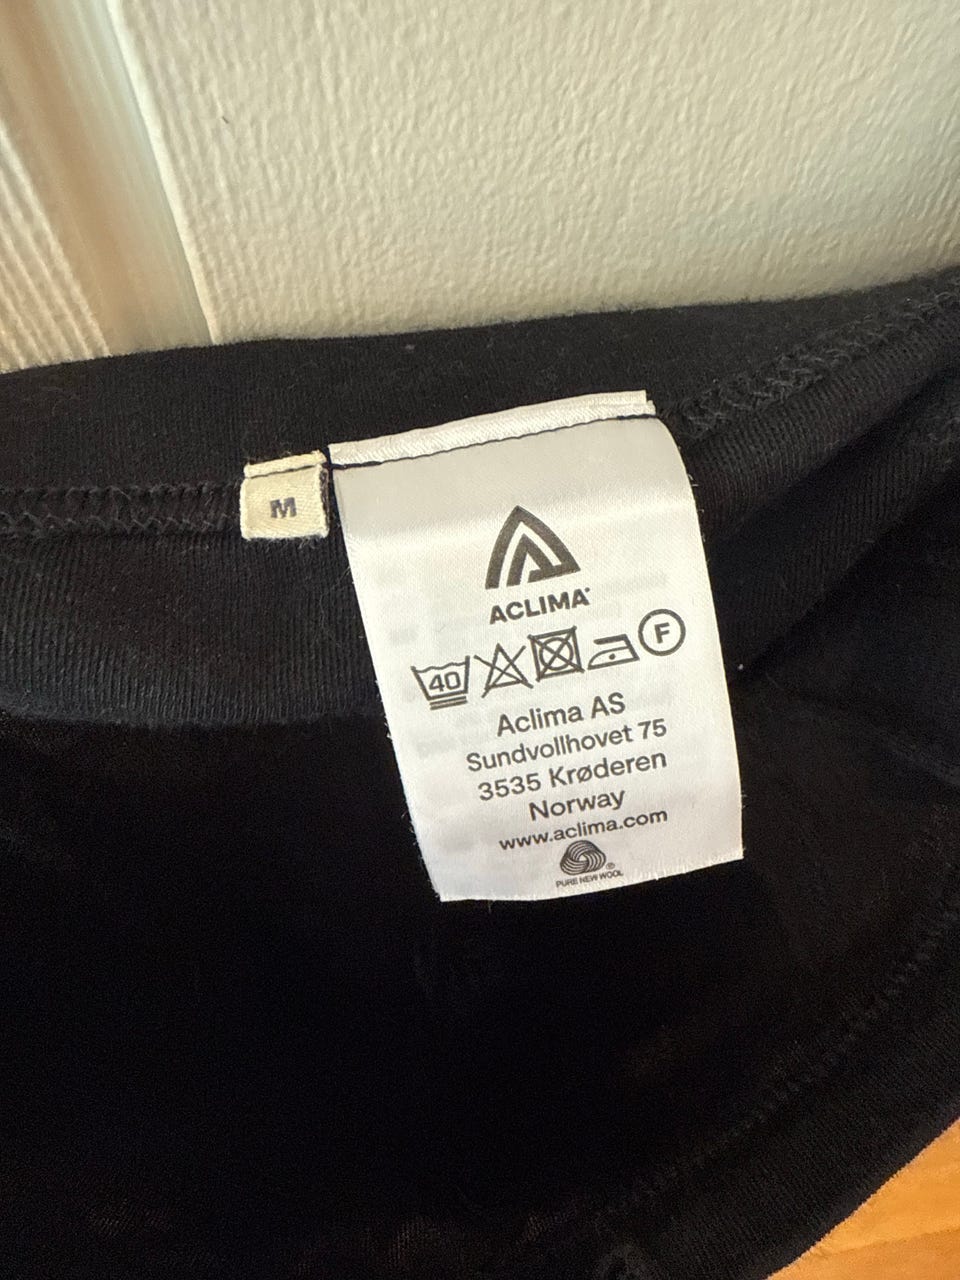 M
ACLIMA®
40 F
Aclima AS
Sundvollhovet 75
3535 Krøderen
Norway
www.aclima.com
®
PURE NEW WOOL